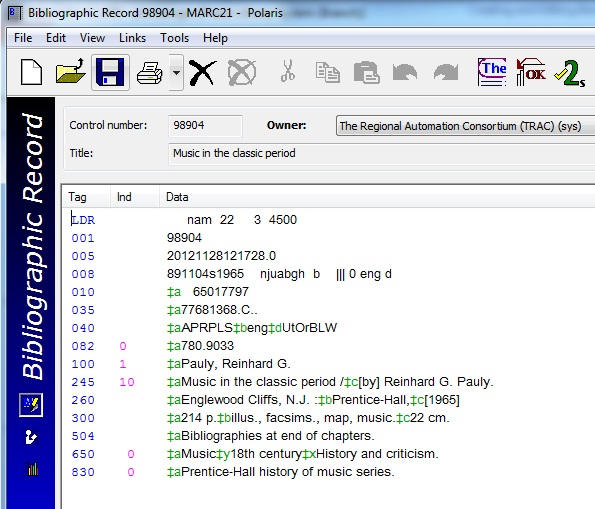 Bibliographic Record 98904 - MARC21 - Polaris
File Edit View Links Tools Help
The OK 2s
Bibliographic Record
Control number: 98904 Owner: The Regional Automation Consortium (TRAC) (sys)
Title: Music in the classic period
Tag Ind Data
LDR nam 22 3 4500
001 98904
005 20121128121728.0
008 891104s1965 njuabgh b ||| 0 eng d
010 ‡a 65017797
035 ‡a77681368.C..
040 ‡aAPRPLS‡beng‡dUtOrBLW
082 0 ‡a780.9033
100 1 ‡aPauly, Reinhard G.
245 10 ‡aMusic in the classic period /‡c[by] Reinhard G. Pauly.
260 ‡aEnglewood Cliffs, N.J. :‡bPrentice-Hall,‡c[1965]
300 ‡a214 p.‡billus., facsims., map, music.‡c22 cm.
504 ‡aBibliographies at end of chapters.
650 0 ‡aMusic‡y18th century‡xHistory and criticism.
830 0 ‡aPrentice-Hall history of music series.